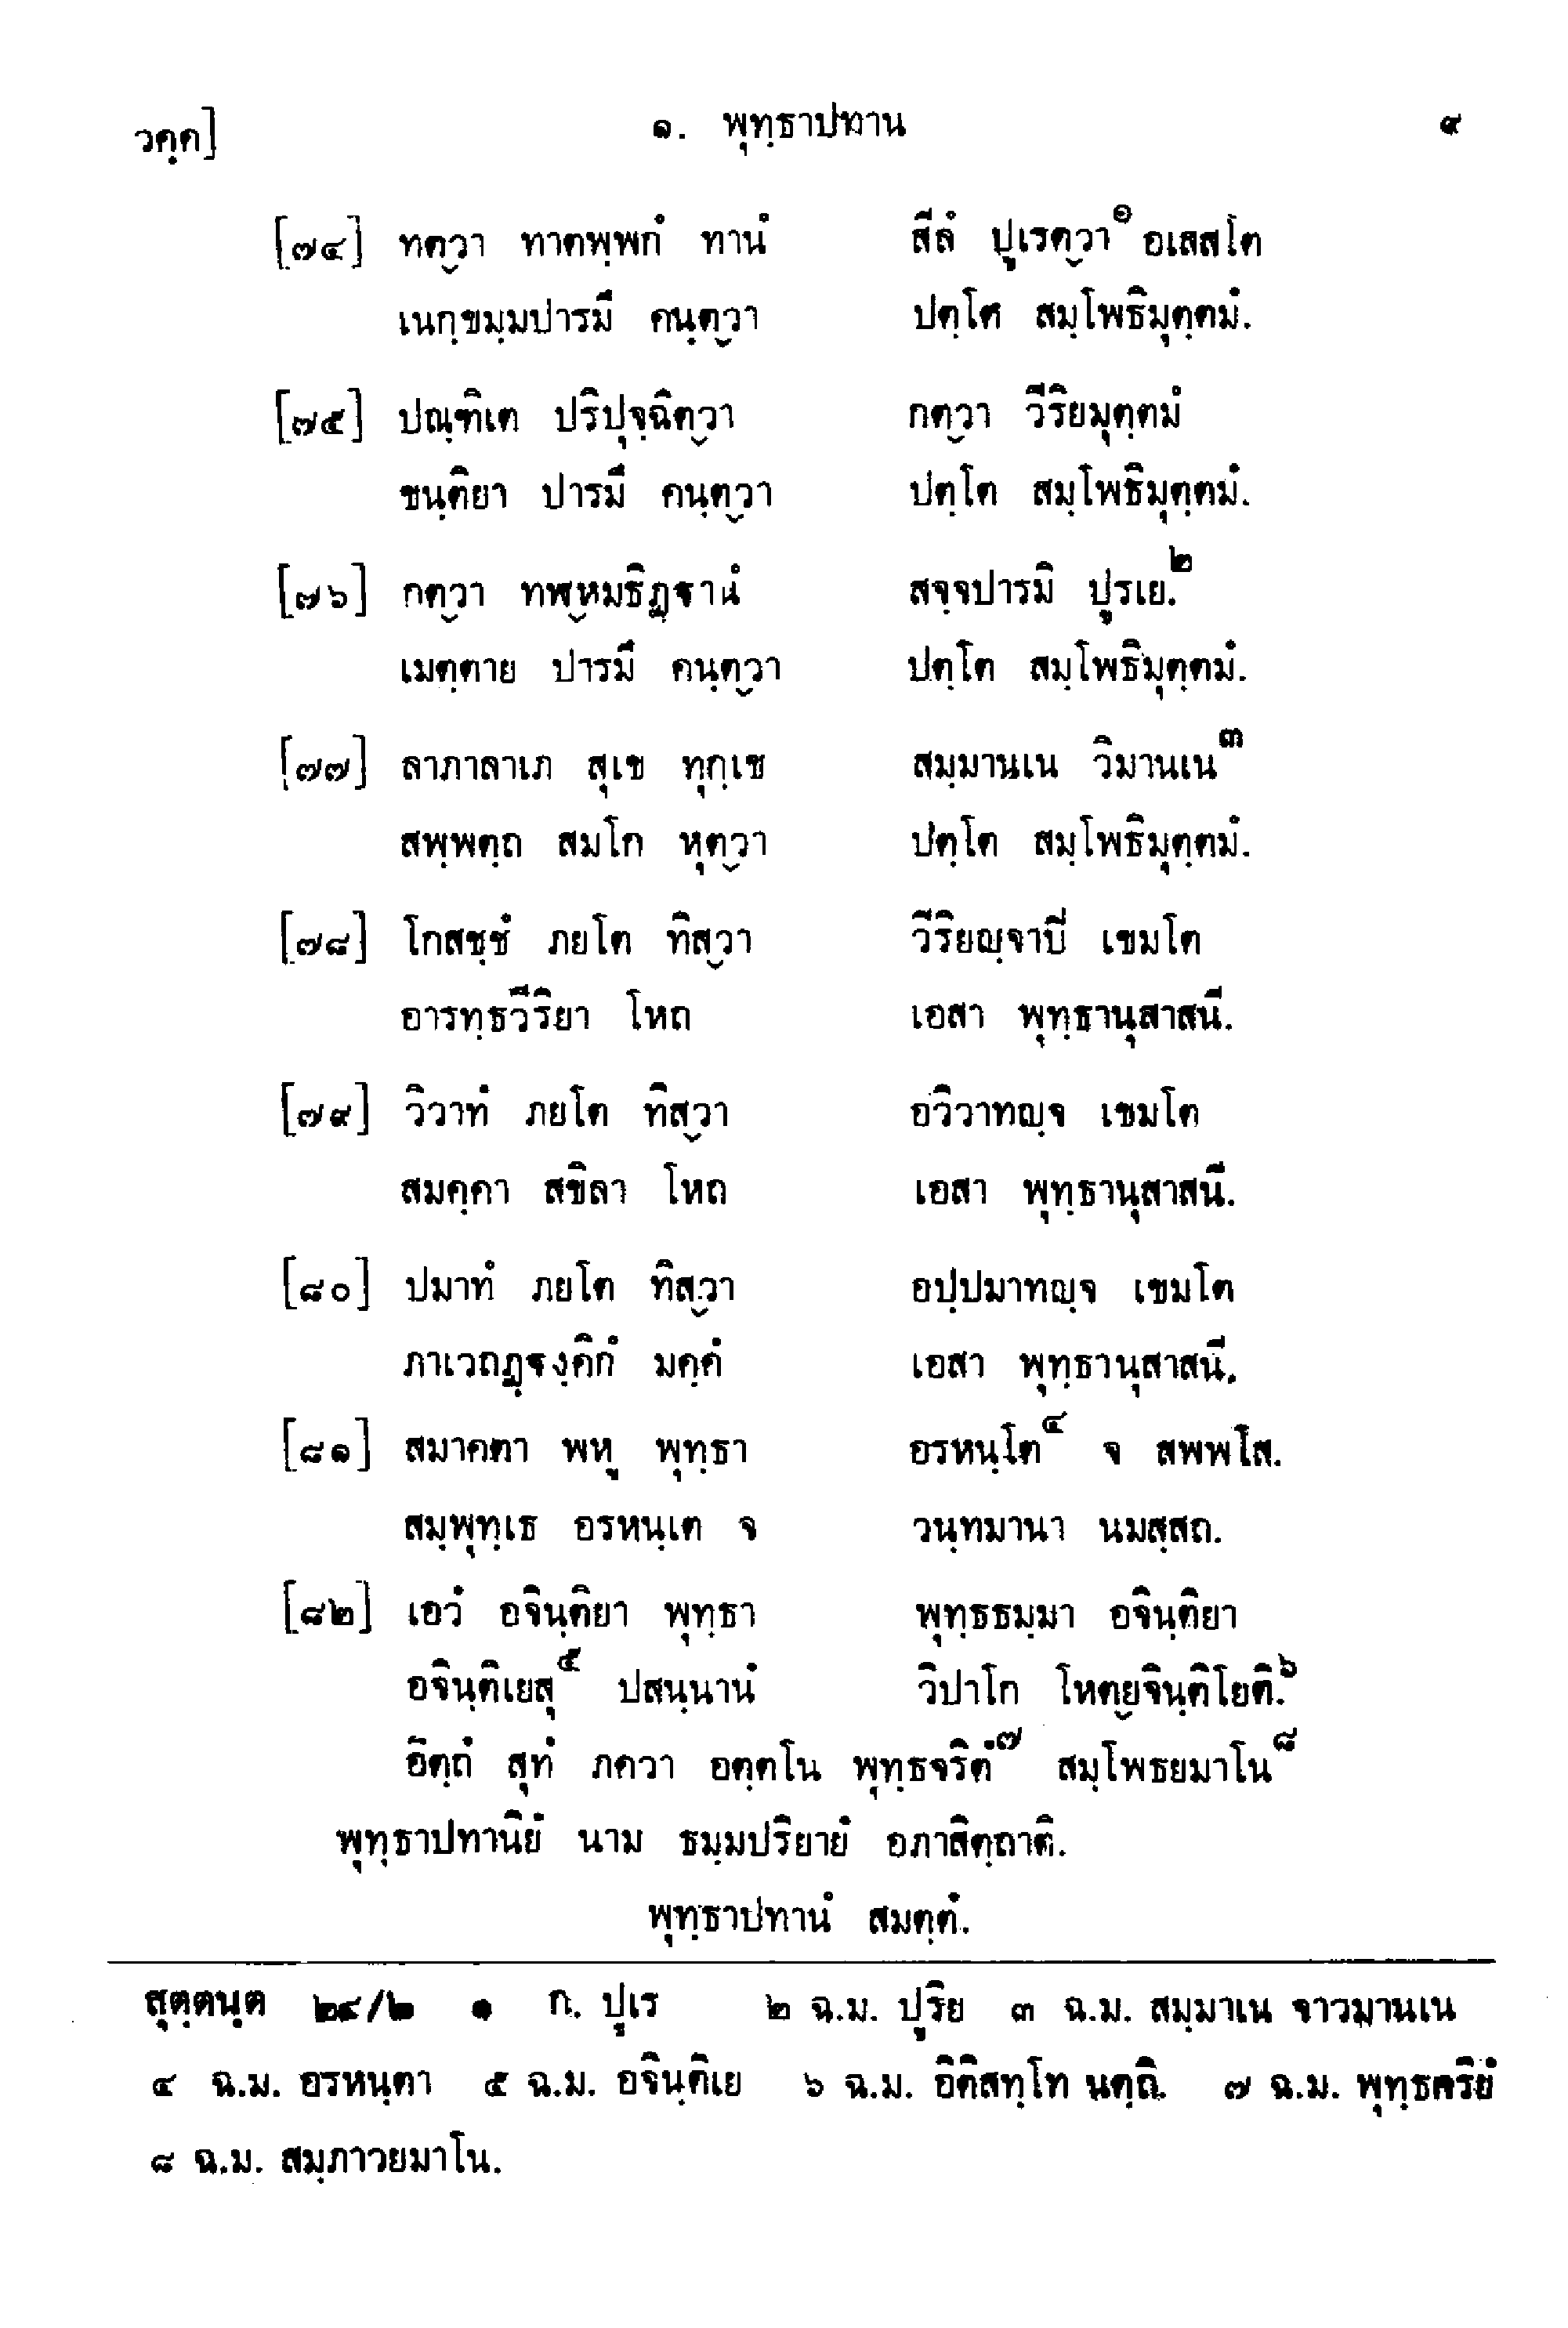 วคฺค] ๑. พุทฺธาปทาน ๙
[๗๔] ทตฺวา ทาตพฺพกํ ทานํ สีลํ ปูเรตฺวา๑ อเสสโต
เนกฺขมฺมปารมึ คนฺตฺวา ปตฺโต สมฺโพธิมุตฺตมํ.
[๗๕] ปณฺฑิเต ปริปุจฺฉิตฺวา กตฺวา วีริยมุตฺตมํ
ขนฺติยา ปารมึ คนฺตฺวา ปตฺโต สมฺโพธิมุตฺตมํ.
[๗๖] กตฺวา ทฬฺหมธิฏฺฐานํ สจฺจปารมิ ปูรเย.๒
เมตฺตาย ปารมึ คนฺตฺวา ปตฺโต สมฺโพธิมุตฺตมํ.
[๗๗] ลาภาลาเภ สุเข ทุกฺเข สมฺมานเน วิมานเน๓
สพฺพตฺถ สมโก หุตฺวา ปตฺโต สมฺโพธิมุตฺตมํ.
[๗๘] โกสชฺชํ ภยโต ทิสฺวา วีริยญฺจาปิ เขมโต
อารทฺธวีริยา โหถ เอสา พุทฺธานุสาสนี.
[๗๙] วิวาทํ ภยโต ทิสฺวา อวิวาทญฺจ เขมโต
สมคฺคา สขิลา โหถ เอสา พุทฺธานุสาสนี.
[๘๐] ปมาทํ ภยโต ทิสฺวา อปฺปมาทญฺจ เขมโต
ภาเวถฏฺฐงฺคิกํ มคฺคํ เอสา พุทฺธานุสาสนี.
[๘๑] สมาคตา พหู พุทฺธา อรหนฺโต๔ จ สพพโส.
สมฺพุทฺเธ อรหนฺเต จ วนฺทมานา นมสฺสถ.
[๘๒] เอวํ อจินฺติยา พุทฺธา พุทฺธธมฺมา อจินฺติยา
อจินฺติเยสุ๕ ปสนฺนานํ วิปาโก โหตฺยจินฺติโยติ.๖
อิตฺถํ สุทํ ภควา อตฺตโน พุทฺธจริตํ๗ สมฺโพธยมาโน๘
พุทฺธาปทานิยํ นาม ธมฺมปริยายํ อภาสิตฺถาติ.
พุทฺธาปทานํ สมตฺตํ.
สุตฺตนฺต ๒๔/๒ ๑ ก. ปูเร ๒ ฉ.ม. ปูริย ๓ ฉ.ม. สมฺมาเน จาวมานเน
๔ ฉ.ม. อรหนฺตา ๕ ฉ.ม. อจินฺติเย ๖ ฉ.ม. อิติสทฺโท นตฺถิ. ๗ ฉ.ม. พุทฺธจริยํ
๘ ฉ.ม. สมฺภาวยมาโน.